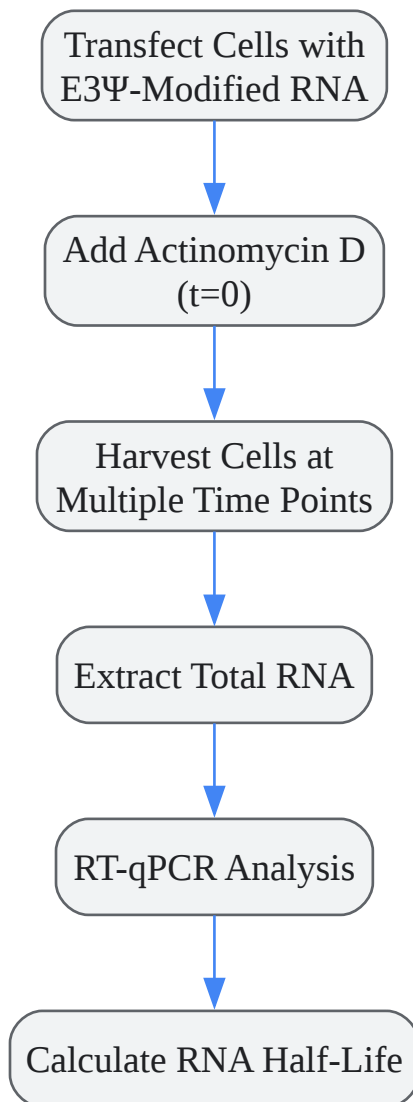 Transfect Cells with
E3Ψ-Modified RNA
Add Actinomycin D
(t=0)
Harvest Cells at
Multiple Time Points
Extract Total RNA
RT-qPCR Analysis
Calculate RNA Half-Life